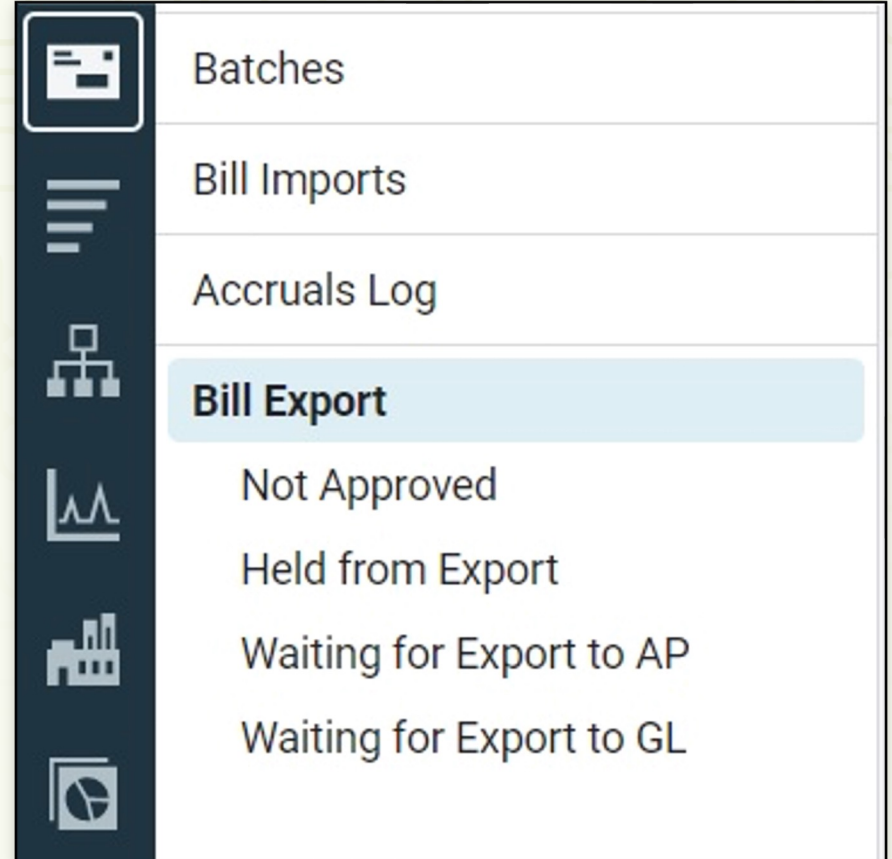 Batches
Bill Imports
Accruals Log
Bill Export
Not Approved
Held from Export
Waiting for Export to AP
Waiting for Export to GL